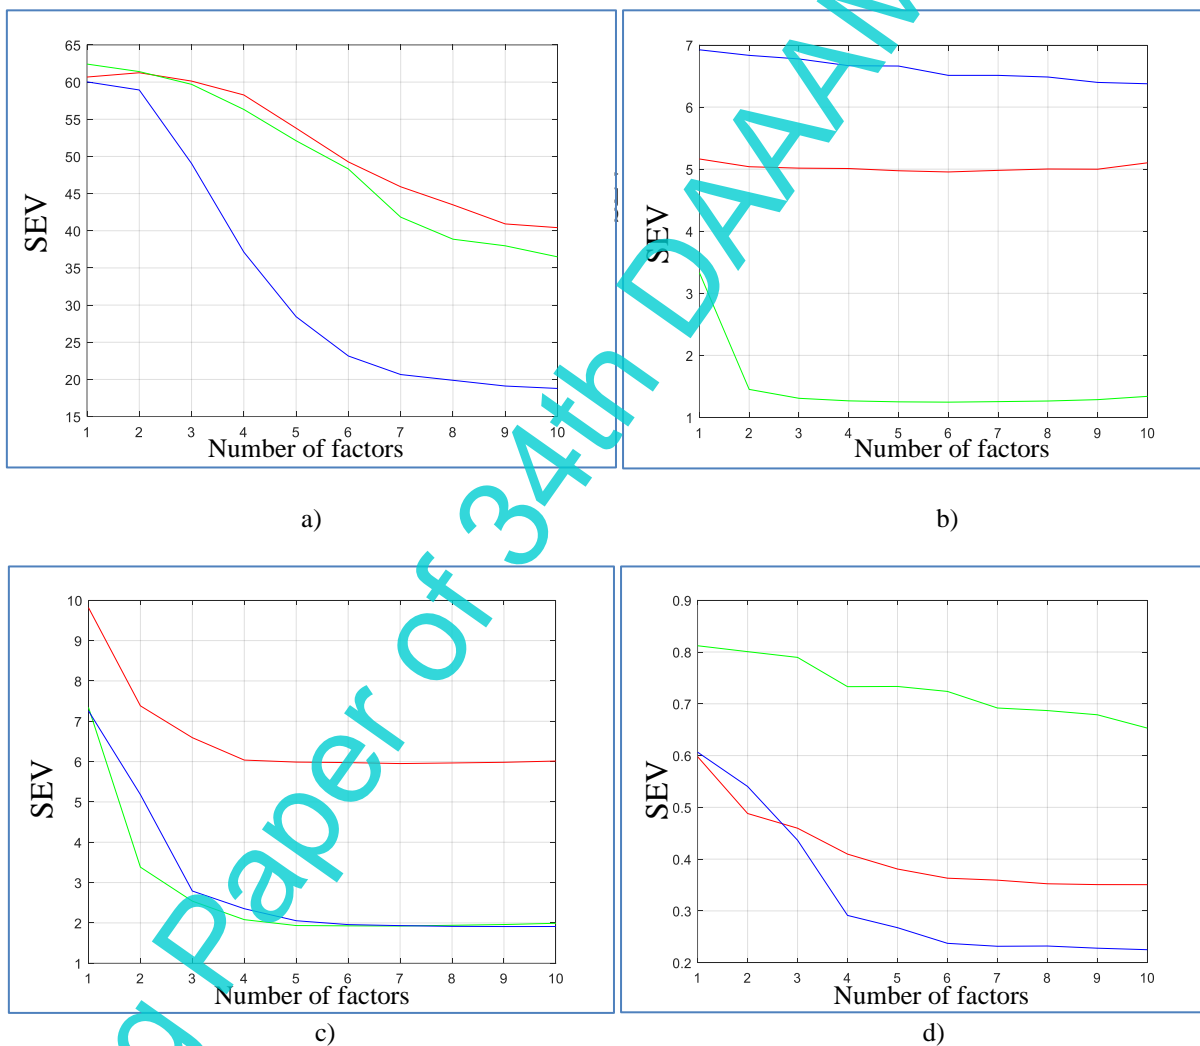 65
60
55
50
45
40
35
30
25
20
15
SEV
1 2 3 4 5 6 7 8 9 10
Number of factors
a)
7
6
5
4
3
2
1
SEV
1 2 3 4 5 6 7 8 9 10
Number of factors
b)
10
9
8
7
6
5
4
3
2
1
SEV
1 2 3 4 5 6 7 8 9 10
Number of factors
c)
0.9
0.8
0.7
0.6
0.5
0.4
0.3
0.2
SEV
1 2 3 4 5 6 7 8 9 10
Number of factors
d)
Paper of 34th DAAAM